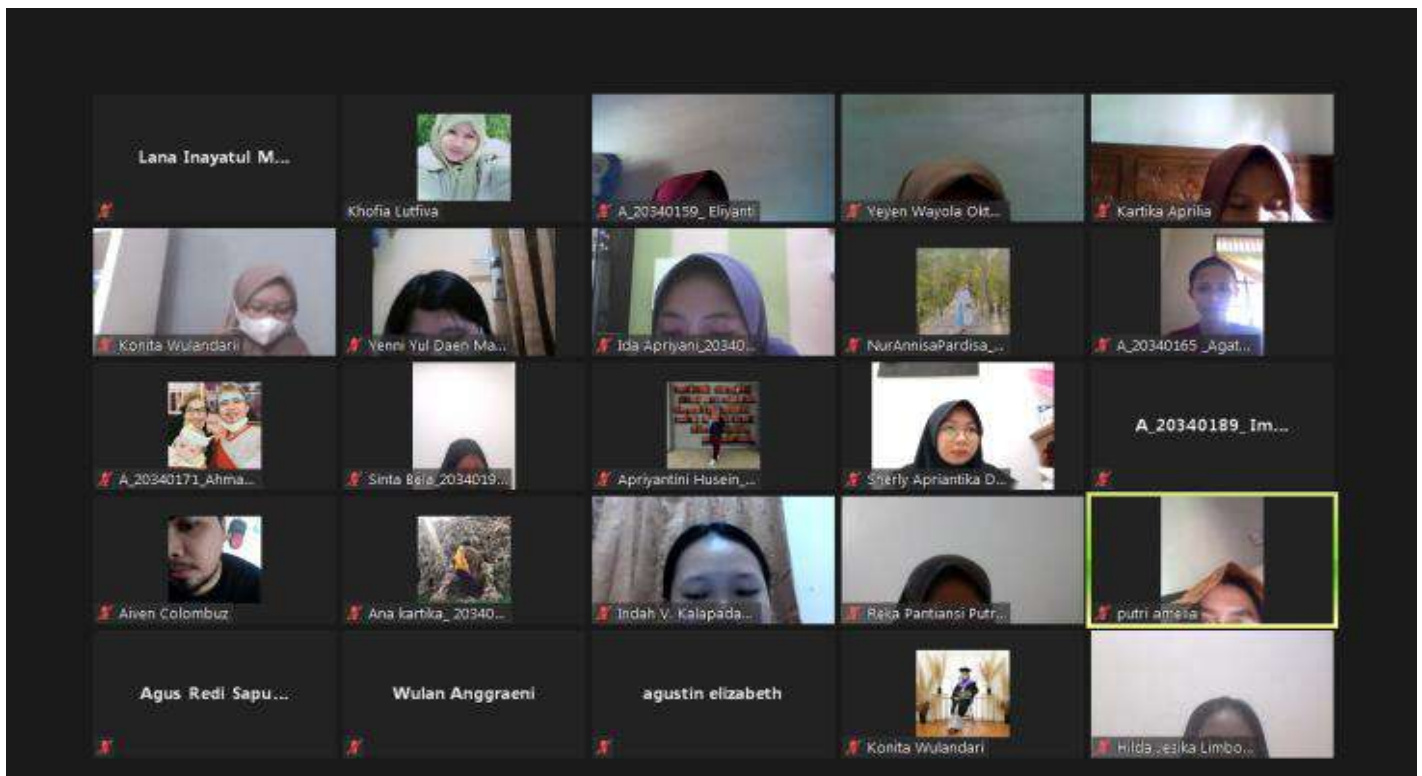 Lana Inayatul M...
Khofia Lutfiva
A_20340159_ Eliyanti
Yeyen Wayola Okt...
Kartika Aprilia
Konita Wulandari
Yenni Yul Daen Ma...
Ida Apriyani_20340...
NurAnnisaPardisa_...
A_20340165 _Agat...
A_20340171_Ahma...
Sinta Bela_2034019...
Apriyantini Husein_...
Sherly Apriantika D...
A_20340189_ Im...
Aiven Colombuz
Ana kartika_ 20340...
Indah V. Kalapada...
Reka Pantiansi Putr...
putri amelia
Agus Redi Sapu...
Wulan Anggraeni
agustin elizabeth
Konita Wulandari
Hilda Jesika Limbo...